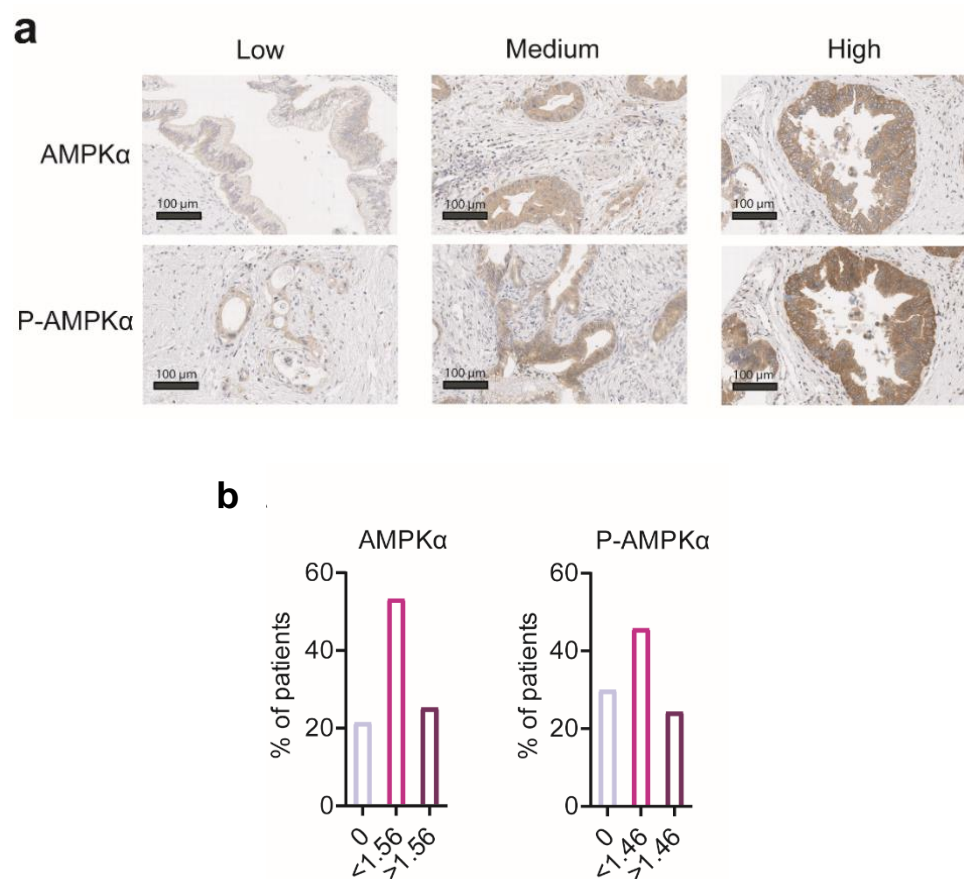 a
Low Medium High
AMPKα
100 µm 100 µm 100 µm
P-AMPKα
100 µm 100 µm 100 µm
b
AMPKα P-AMPKα
% of patients
60
40
20
0
0 <1.56 >1.56
% of patients
60
40
20
0
0 <1.46 >1.46